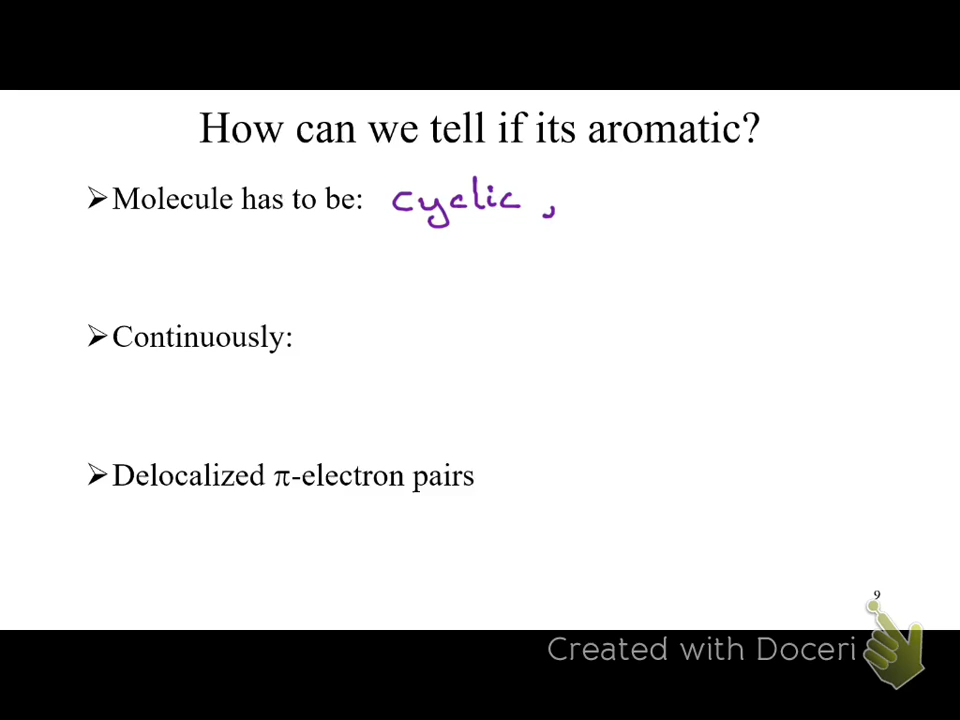 How can we tell if its aromatic?
➢Molecule has to be: cyclic ,
➢Continuously:
➢Delocalized π-electron pairs
9
Created with Doceri